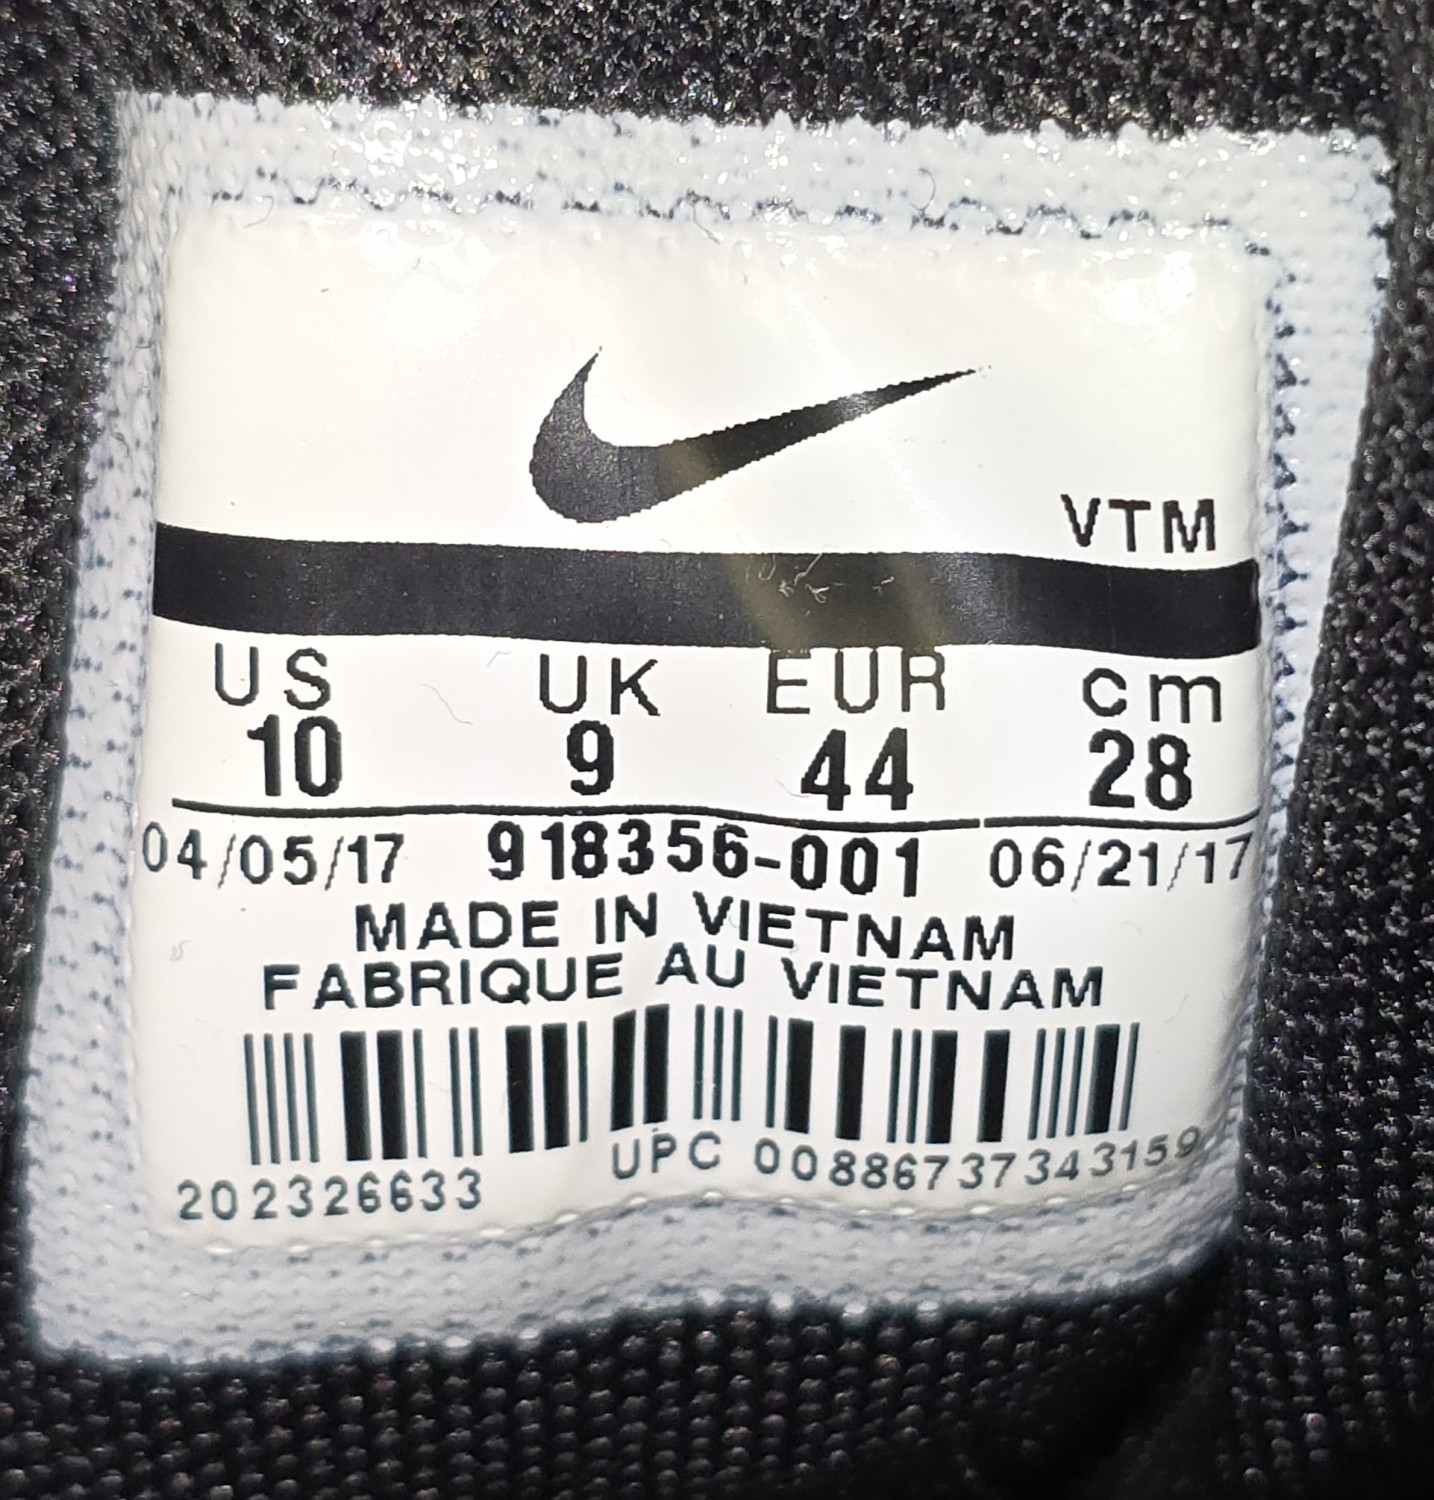 VTM
US UK EUR cm
10 9 44 28
04/05/17 918356-001 06/21/17
MADE IN VIETNAM
FABRIQUE AU VIETNAM
202326633 UPC 00886737343159